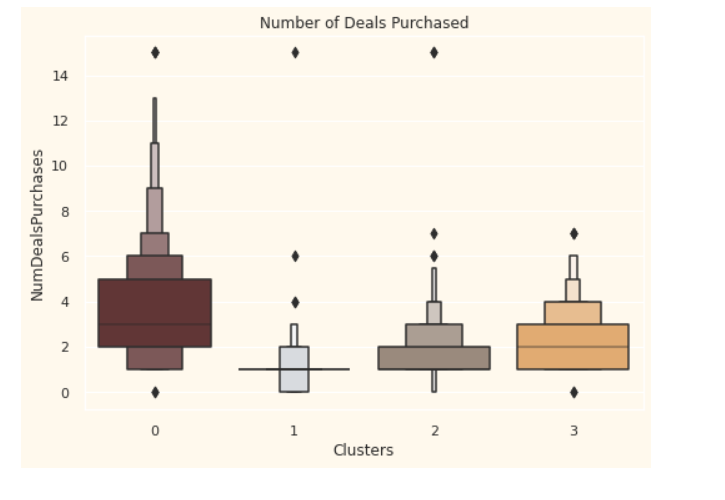 Number of Deals Purchased
NumDealsPurchases
14
12
10
8
6
4
2
0
0 1 2 3
Clusters